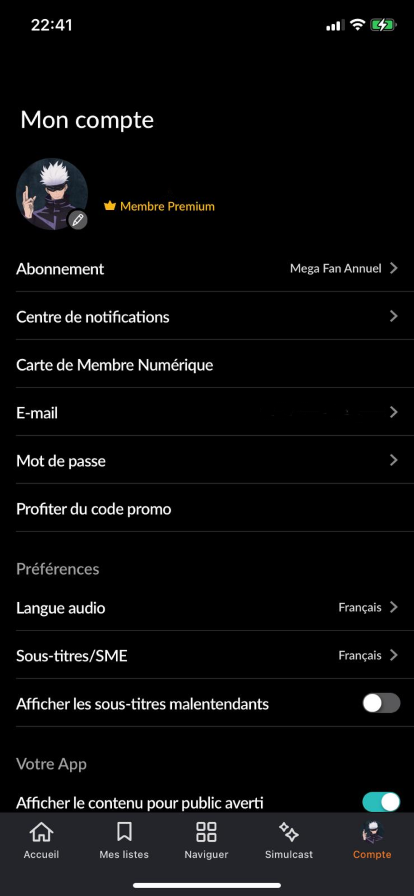 22:41
Mon compte
Membre Premium
Abonnement Mega Fan Annuel
Centre de notifications
Carte de Membre Numérique
E-mail
Mot de passe
Profiter du code promo
Préférences
Langue audio Français
Sous-titres/SME Français
Afficher les sous-titres malentendants
Votre App
Afficher le contenu pour public averti
Accueil Mes listes Naviguer Simulcast Compte